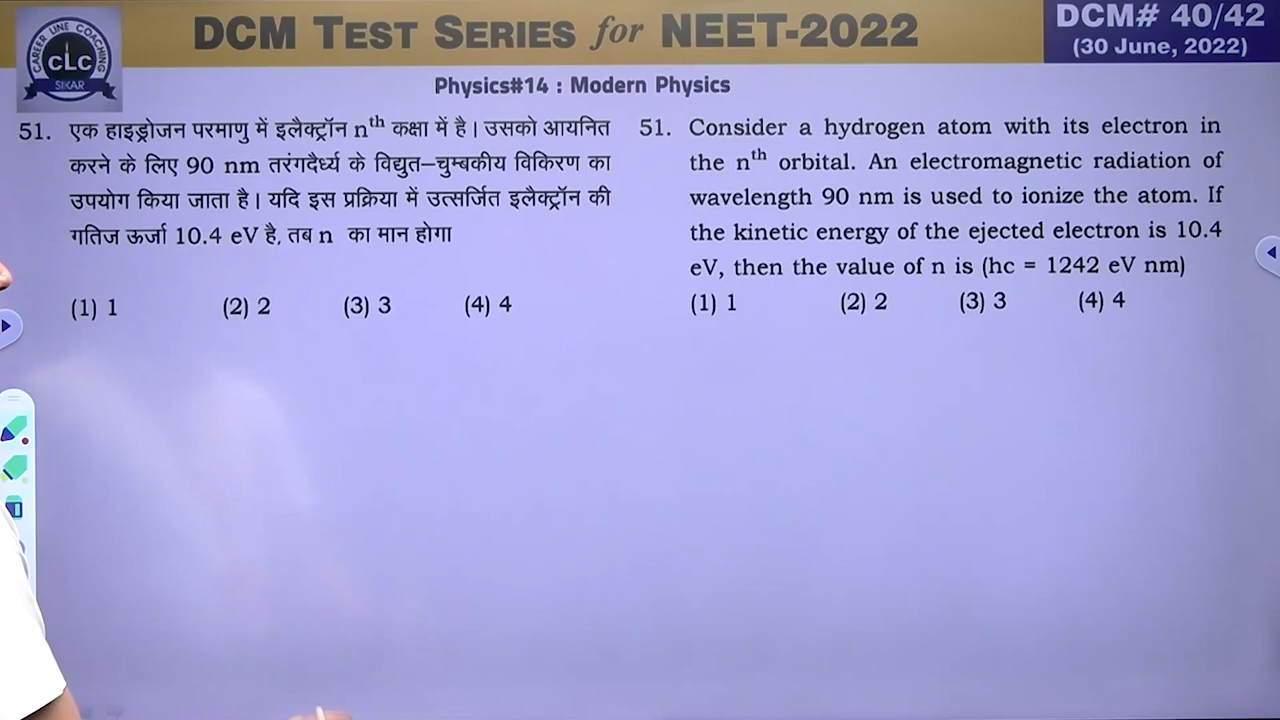 CAREER LINE COACHING
CLC
SIKAR
DCM TEST SERIES for NEET-2022
DCM# 40/42
(30 June, 2022)
Physics#14 : Modern Physics
51. एक हाइड्रोजन परमाणु में इलैक्ट्रॉन nth कक्षा में है। उसको आयनित
करने के लिए 90 nm तरंगदैर्ध्य के विद्युत–चुम्बकीय विकिरण का
उपयोग किया जाता है। यदि इस प्रक्रिया में उत्सर्जित इलैक्ट्रॉन की
गतिज ऊर्जा 10.4 eV है, तब n का मान होगा
(1) 1 (2) 2 (3) 3 (4) 4
51. Consider a hydrogen atom with its electron in
the nth orbital. An electromagnetic radiation of
wavelength 90 nm is used to ionize the atom. If
the kinetic energy of the ejected electron is 10.4
eV, then the value of n is (hc = 1242 eV nm)
(1) 1 (2) 2 (3) 3 (4) 4